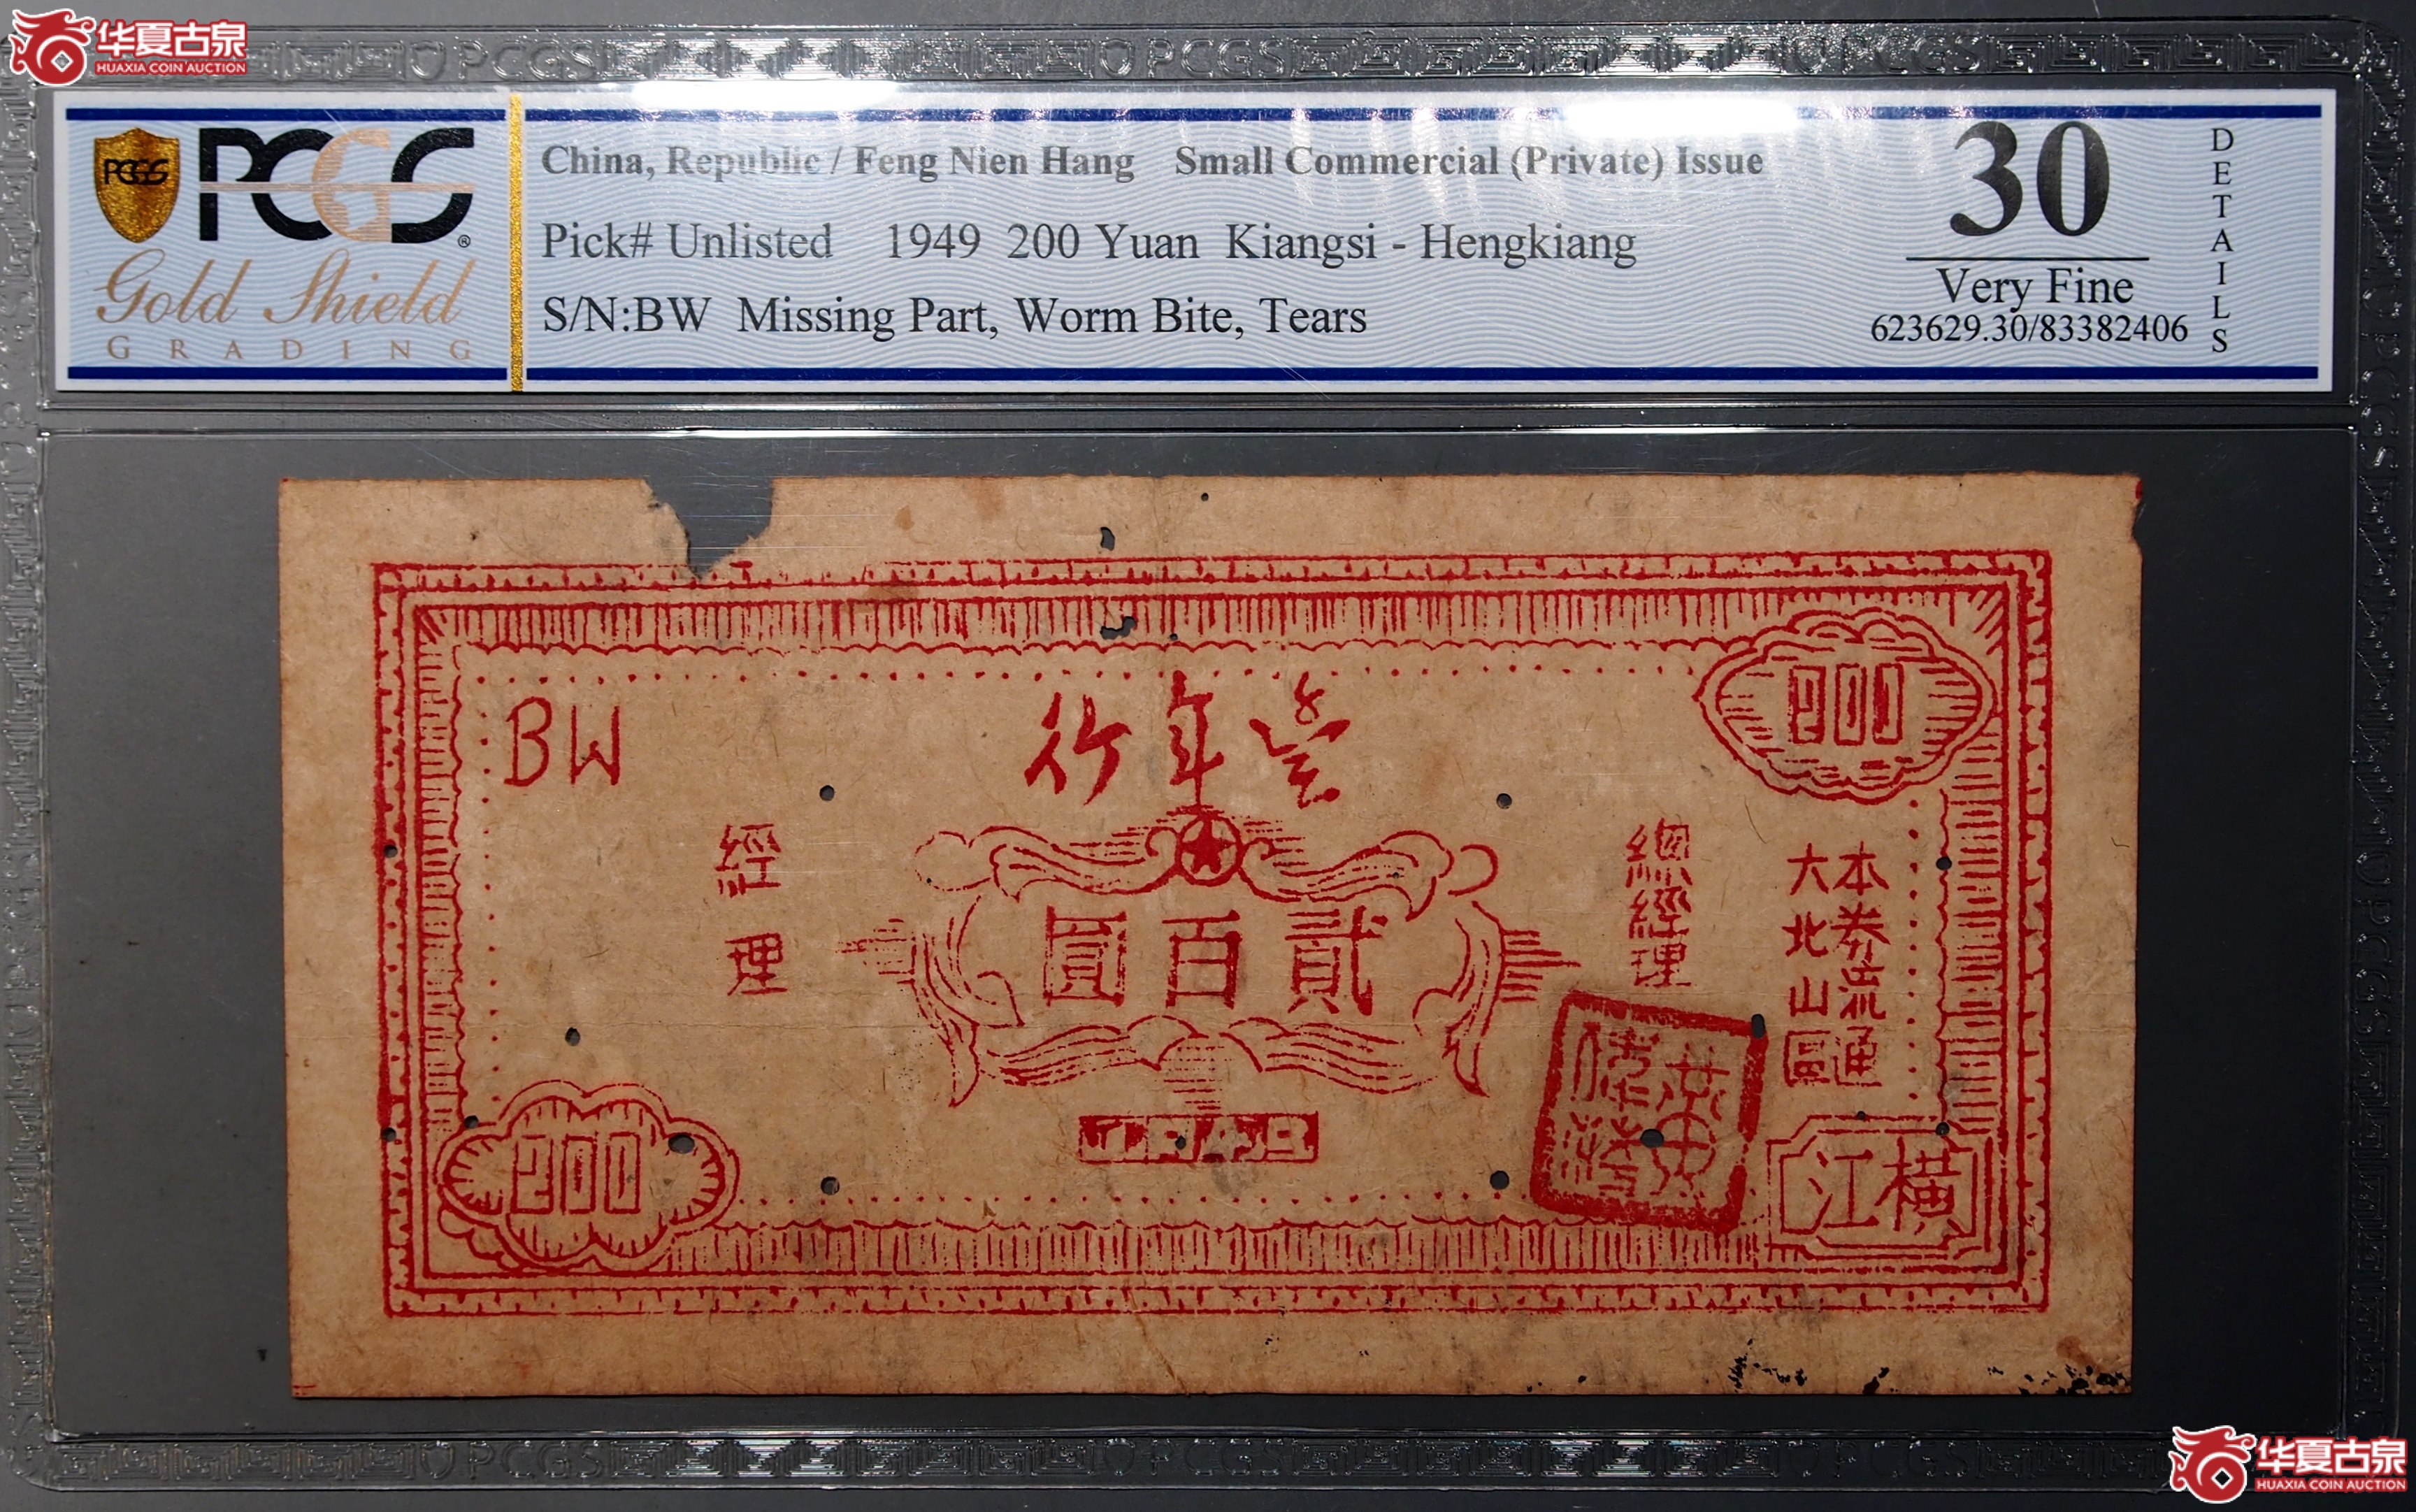 华夏古泉
HUAXIA COIN AUCTION
PCGS
PCGS
Gold Shield
GRADING
China, Republic / Feng Nien Hang Small Commercial (Private) Issue
Pick# Unlisted 1949 200 Yuan Kiangsi - Hengkiang
S/N:BW Missing Part, Worm Bite, Tears
30
Very Fine
623629.30/83382406
DETAILS
BW
豊年行
200
經理
總經理
本券流通
大北山區
貳百圓
200
橫江
华夏古泉
HUAXIA COIN AUCTION